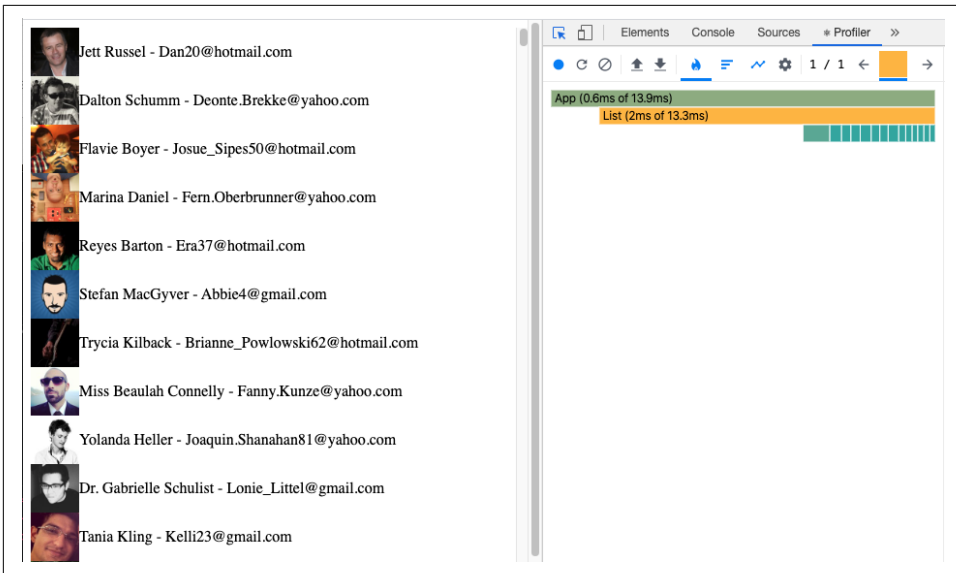 Jett Russel - Dan20@hotmail.com
Dalton Schumm - Deonte.Brekke@yahoo.com
Flavie Boyer - Josue_Sipes50@hotmail.com
Marina Daniel - Fern.Oberbrunner@yahoo.com
Reyes Barton - Era37@hotmail.com
Stefan MacGyver - Abbie4@gmail.com
Trycia Kilback - Brianne_Powlowski62@hotmail.com
Miss Beaulah Connelly - Fanny.Kunze@yahoo.com
Yolanda Heller - Joaquin.Shanahan81@yahoo.com
Dr. Gabrielle Schulist - Lonie_Littel@gmail.com
Tania Kling - Kelli23@gmail.com
Elements Console Sources Profiler »
1 / 1
App (0.6ms of 13.9ms)
List (2ms of 13.3ms)